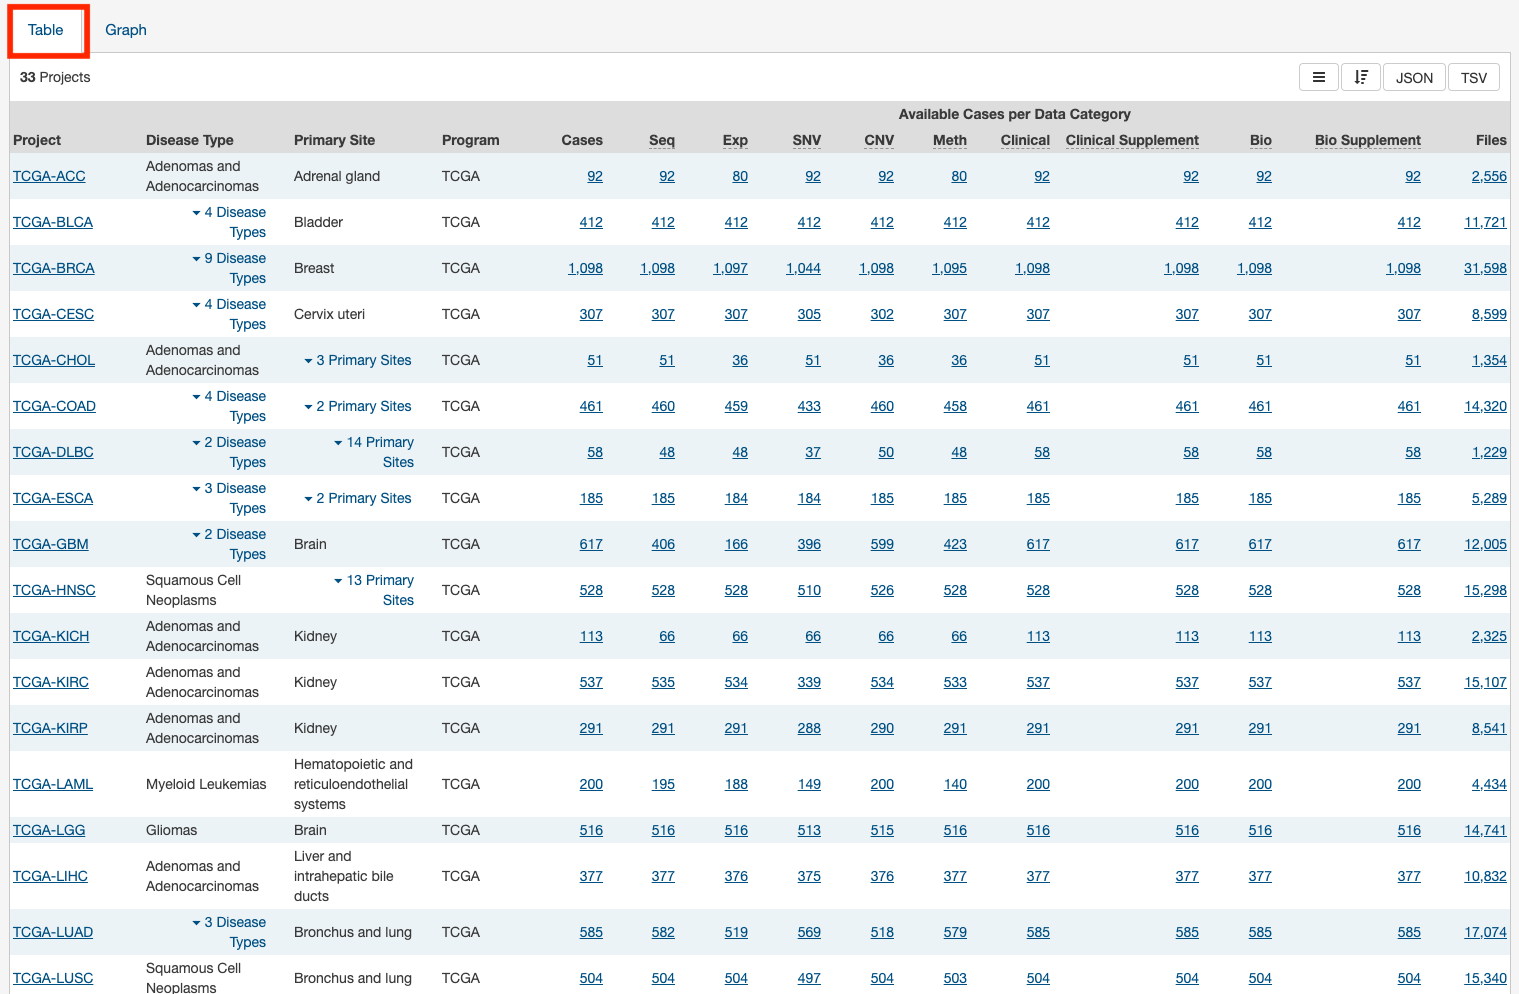 Table Graph
33 Projects JSON TSV
Available Cases per Data Category
Project Disease Type Primary Site Program Cases Seq Exp SNV CNV Meth Clinical Clinical Supplement Bio Bio Supplement Files
TCGA-ACC Adenomas and Adenocarcinomas Adrenal gland TCGA 92 92 80 92 92 80 92 92 92 92 2,556
TCGA-BLCA 4 Disease Types Bladder TCGA 412 412 412 412 412 412 412 412 412 412 11,721
TCGA-BRCA 9 Disease Types Breast TCGA 1,098 1,098 1,097 1,044 1,098 1,095 1,098 1,098 1,098 1,098 31,598
TCGA-CESC 4 Disease Types Cervix uteri TCGA 307 307 307 305 302 307 307 307 307 307 8,599
TCGA-CHOL Adenomas and Adenocarcinomas 3 Primary Sites TCGA 51 51 36 51 36 36 51 51 51 51 1,354
TCGA-COAD 4 Disease Types 2 Primary Sites TCGA 461 460 459 433 460 458 461 461 461 461 14,320
TCGA-DLBC 2 Disease Types 14 Primary Sites TCGA 58 48 48 37 50 48 58 58 58 58 1,229
TCGA-ESCA 3 Disease Types 2 Primary Sites TCGA 185 185 184 184 185 185 185 185 185 185 5,289
TCGA-GBM 2 Disease Types Brain TCGA 617 406 166 396 599 423 617 617 617 617 12,005
TCGA-HNSC Squamous Cell Neoplasms 13 Primary Sites TCGA 528 528 528 510 526 528 528 528 528 528 15,298
TCGA-KICH Adenomas and Adenocarcinomas Kidney TCGA 113 66 66 66 66 66 113 113 113 113 2,325
TCGA-KIRC Adenomas and Adenocarcinomas Kidney TCGA 537 535 534 339 534 533 537 537 537 537 15,107
TCGA-KIRP Adenomas and Adenocarcinomas Kidney TCGA 291 291 291 288 290 291 291 291 291 291 8,541
TCGA-LAML Myeloid Leukemias Hematopoietic and reticuloendothelial systems TCGA 200 195 188 149 200 140 200 200 200 200 4,434
TCGA-LGG Gliomas Brain TCGA 516 516 516 513 515 516 516 516 516 516 14,741
TCGA-LIHC Adenomas and Adenocarcinomas Liver and intrahepatic bile ducts TCGA 377 377 376 375 376 377 377 377 377 377 10,832
TCGA-LUAD 3 Disease Types Bronchus and lung TCGA 585 582 519 569 518 579 585 585 585 585 17,074
TCGA-LUSC Squamous Cell Neoplasms Bronchus and lung TCGA 504 504 504 497 504 503 504 504 504 504 15,340